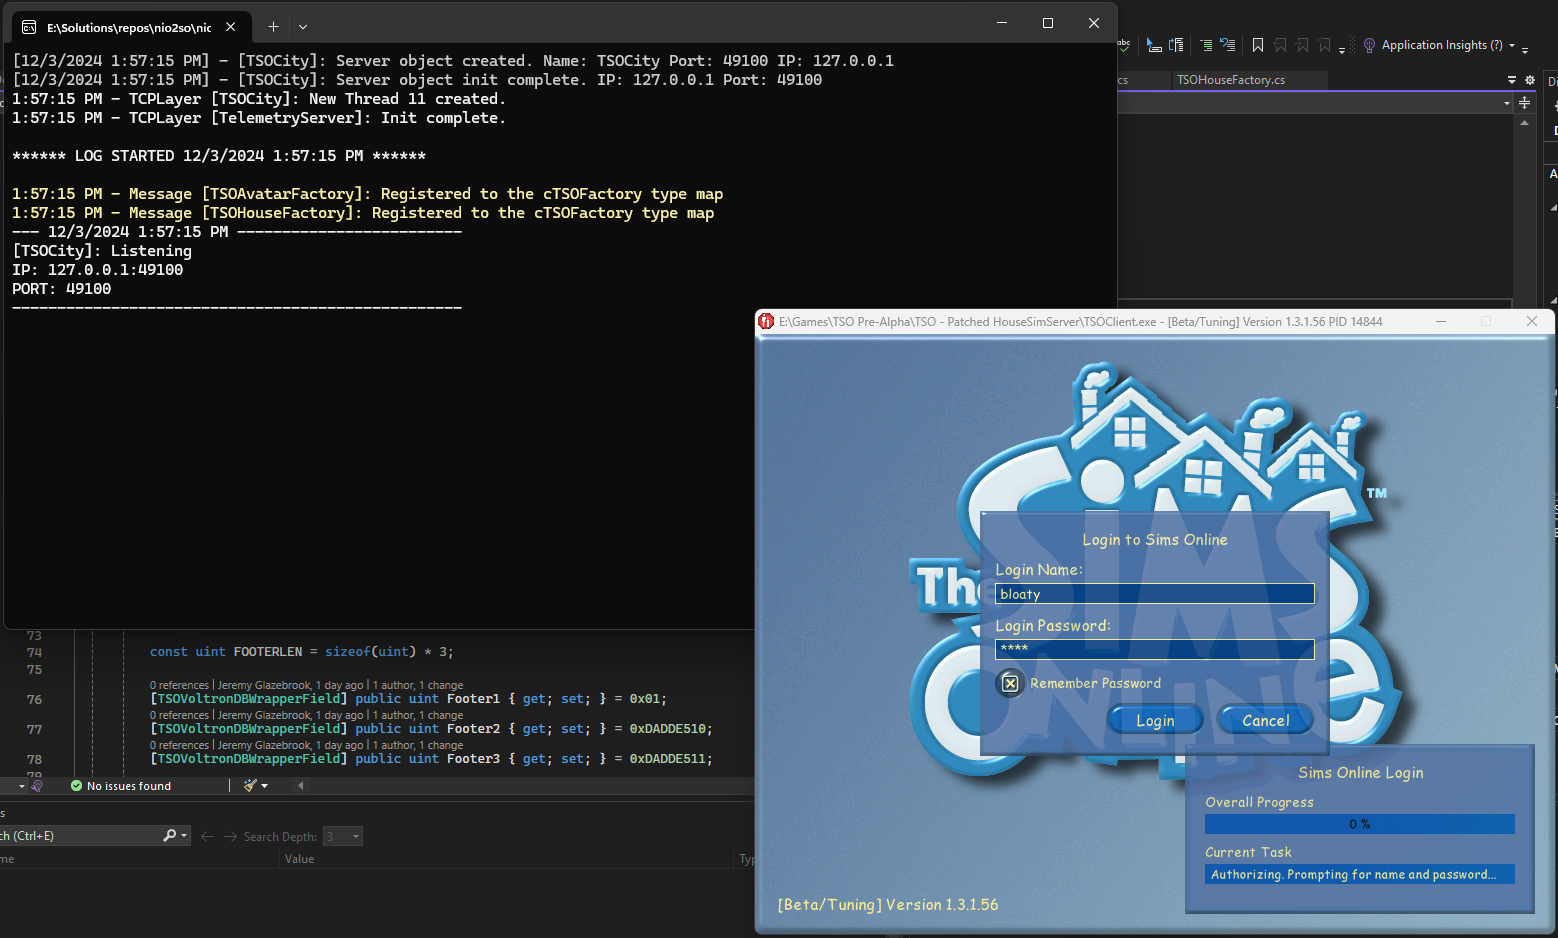 E:\Solutions\repos\nio2so\nic
[12/3/2024 1:57:15 PM] - [TSOCity]: Server object created. Name: TSOCity Port: 49100 IP: 127.0.0.1
[12/3/2024 1:57:15 PM] - [TSOCity]: Server object init complete. IP: 127.0.0.1 Port: 49100
1:57:15 PM - TCPLayer [TSOCity]: New Thread 11 created.
1:57:15 PM - TCPLayer [TelemetryServer]: Init complete.
****** LOG STARTED 12/3/2024 1:57:15 PM ******
1:57:15 PM - Message [TSOAvatarFactory]: Registered to the cTSOFactory type map
1:57:15 PM - Message [TSOHouseFactory]: Registered to the cTSOFactory type map
--- 12/3/2024 1:57:15 PM -------------------------
[TSOCity]: Listening
IP: 127.0.0.1:49100
PORT: 49100
--------------------------------------------------
abc
Application Insights (?)
cs
TSOHouseFactory.cs
Di
73
74 const uint FOOTERLEN = sizeof(uint) * 3;
75
0 references | Jeremy Glazebrook, 1 day ago | 1 author, 1 change
76 [TSOVoltronDBWrapperField] public uint Footer1 { get; set; } = 0x01;
0 references | Jeremy Glazebrook, 1 day ago | 1 author, 1 change
77 [TSOVoltronDBWrapperField] public uint Footer2 { get; set; } = 0xDADDE510;
0 references | Jeremy Glazebrook, 1 day ago | 1 author, 1 change
78 [TSOVoltronDBWrapperField] public uint Footer3 { get; set; } = 0xDADDE511;
79
No issues found
s
ch (Ctrl+E)
Search Depth: 3
me
Value
Typ
E:\Games\TSO Pre-Alpha\TSO - Patched HouseSimServer\TSOClient.exe - [Beta/Tuning] Version 1.3.1.56 PID 14844
The
SiMS
TM
ONLiNe
Login to Sims Online
Login Name:
bloaty
Login Password:
****
Remember Password
Login
Cancel
Sims Online Login
Overall Progress
0 %
Current Task
Authorizing. Prompting for name and password...
[Beta/Tuning] Version 1.3.1.56